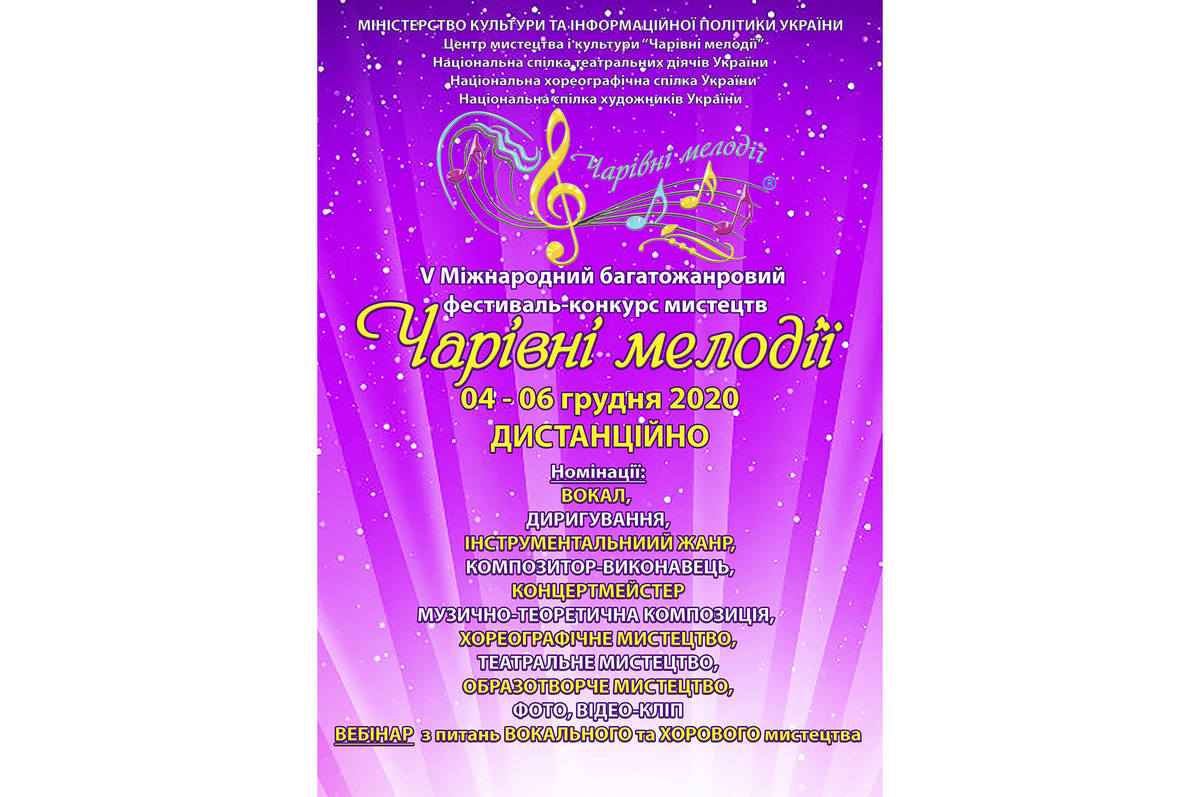 МІНІСТЕРСТВО КУЛЬТУРИ ТА ІНФОРМАЦІЙНОЇ ПОЛІТИКИ УКРАЇНИ
Центр мистецтва і культури "Чарівні мелодії"
Національна спілка театральних діячів України
Національна хореографічна спілка України
Національна спілка художників України
Чарівні мелодії ®
V Міжнародний багатожанровий
фестиваль-конкурс мистецтв
Чарівні мелодії
04 - 06 грудня 2020
ДИСТАНЦІЙНО
Номінації:
ВОКАЛ,
ДИРИГУВАННЯ,
ІНСТРУМЕНТАЛЬНИИЙ ЖАНР,
КОМПОЗИТОР-ВИКОНАВЕЦЬ,
КОНЦЕРТМЕЙСТЕР
МУЗИЧНО-ТЕОРЕТИЧНА КОМПОЗИЦІЯ,
ХОРЕОГРАФІЧНЕ МИСТЕЦТВО,
ТЕАТРАЛЬНЕ МИСТЕЦТВО,
ОБРАЗОТВОРЧЕ МИСТЕЦТВО,
ФОТО, ВІДЕО-КЛІП
ВЕБІНАР з питань ВОКАЛЬНОГО та ХОРОВОГО мистецтва